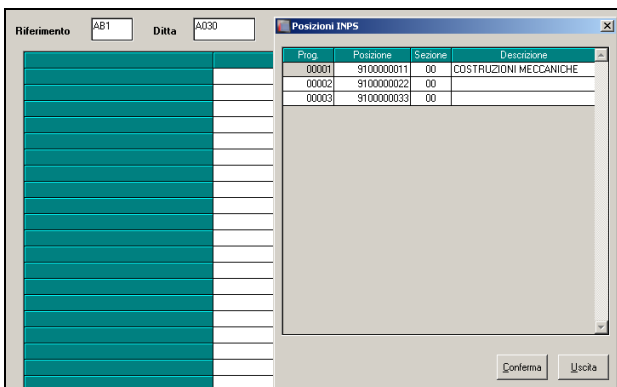 Riferimento AB1 Ditta A030
Posizioni INPS
Prog. Posizione Sezione Descrizione
00001 9100000011 00 COSTRUZIONI MECCANICHE
00002 9100000022 00
00003 9100000033 00
Conferma Uscita